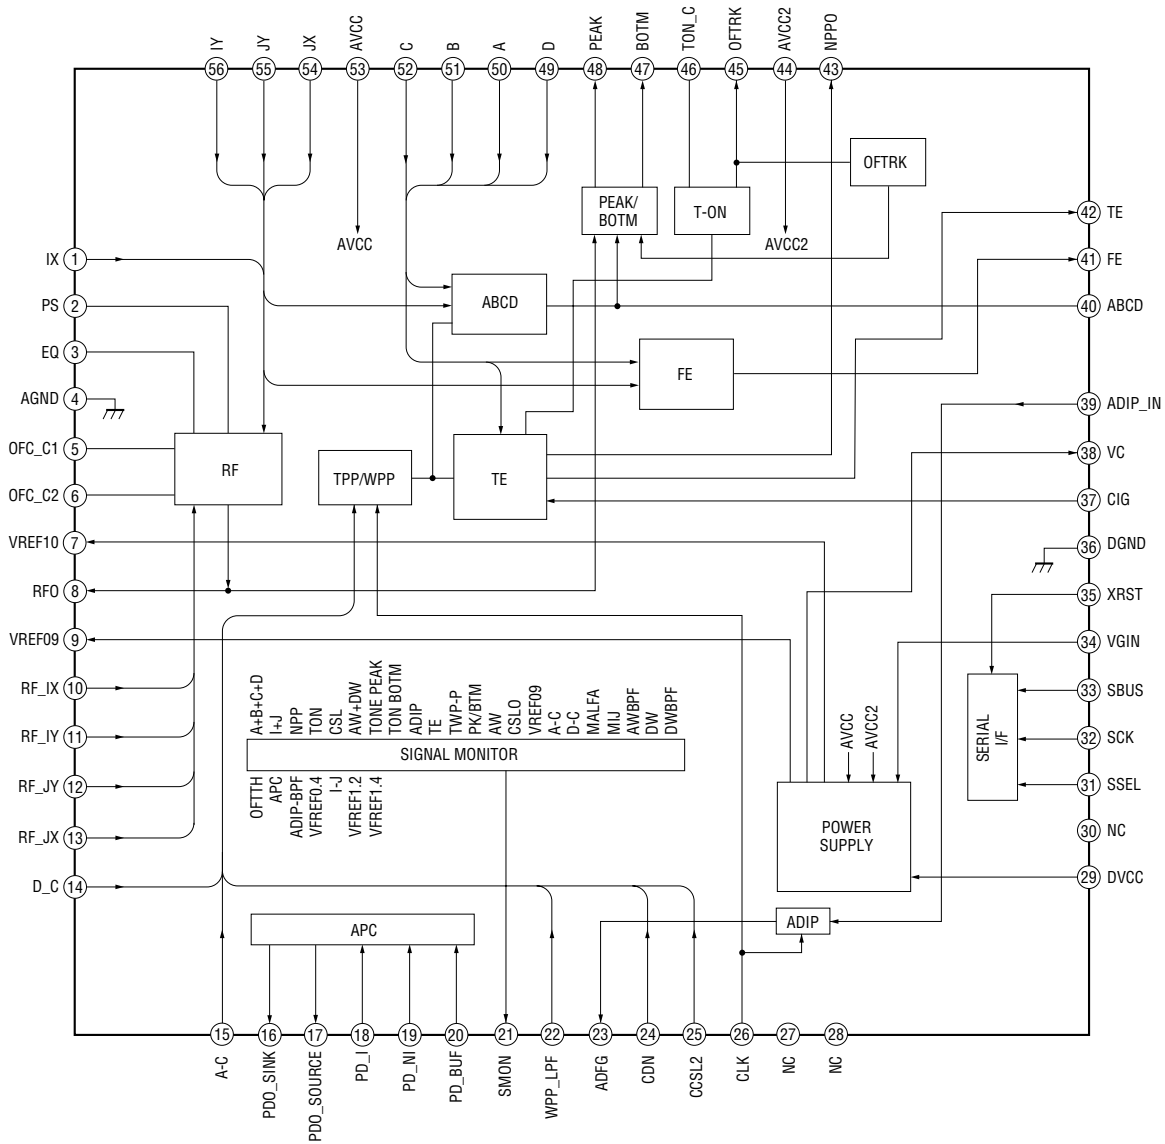 IY
JY
JX
AVCC
C
B
A
D
PEAK
BOTM
TON_C
OFTRK
AVCC2
NPPO
56
55
54
53
52
51
50
49
48
47
46
45
44
43
OFTRK
PEAK/
BOTM
T-ON
AVCC
AVCC2
IX 1
PS 2
EQ 3
AGND 4
OFC_C1 5
OFC_C2 6
VREF10 7
RFO 8
VREF09 9
RF_IX 10
RF_IY 11
RF_JY 12
RF_JX 13
D_C 14
ABCD
FE
RF
TPP/WPP
TE
42 TE
41 FE
40 ABCD
39 ADIP_IN
38 VC
37 CIG
36 DGND
35 XRST
34 VGIN
33 SBUS
32 SCK
31 SSEL
30 NC
29 DVCC
A+B+C+D
I+J
NPP
TON
CSL
AW+DW
TONE PEAK
TON BOTM
ADIP
TE
TWP-P
PK/BTM
AW
CSLO
VREF09
A-C
D-C
MALFA
MIJ
AWBPF
DW
DWBPF
SIGNAL MONITOR
OFTTH
APC
ADIP-BPF
VFREF0.4
I-J
VFREF1.2
VFREF1.4
AVCC
AVCC2
SERIAL
I/F
POWER
SUPPLY
ADIP
APC
15
16
17
18
19
20
21
22
23
24
25
26
27
28
A-C
PDO_SINK
PDO_SOURCE
PD_I
PD_NI
PD_BUF
SMON
WPP_LPF
ADFG
CDN
CCSL2
CLK
NC
NC